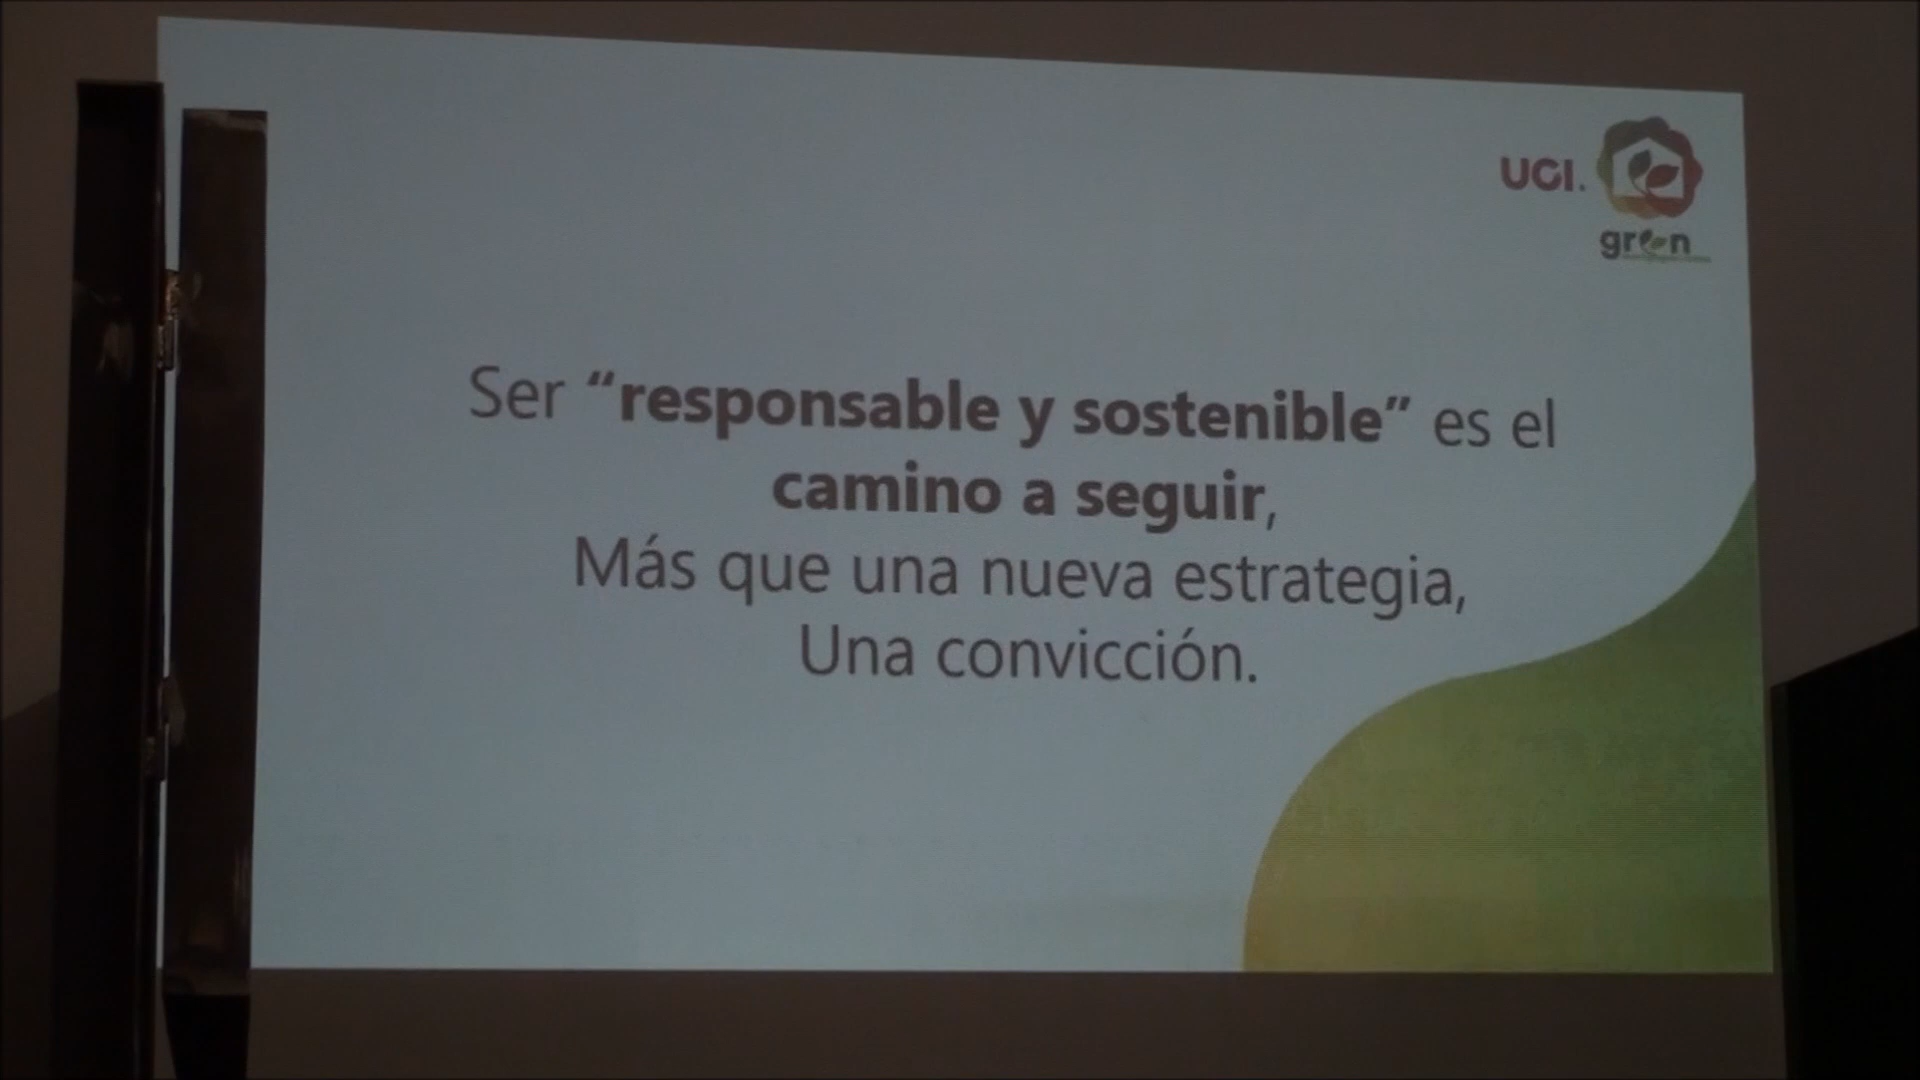 UCI.
green
Ser “responsable y sostenible” es el
camino a seguir,
Más que una nueva estrategia,
Una convicción.